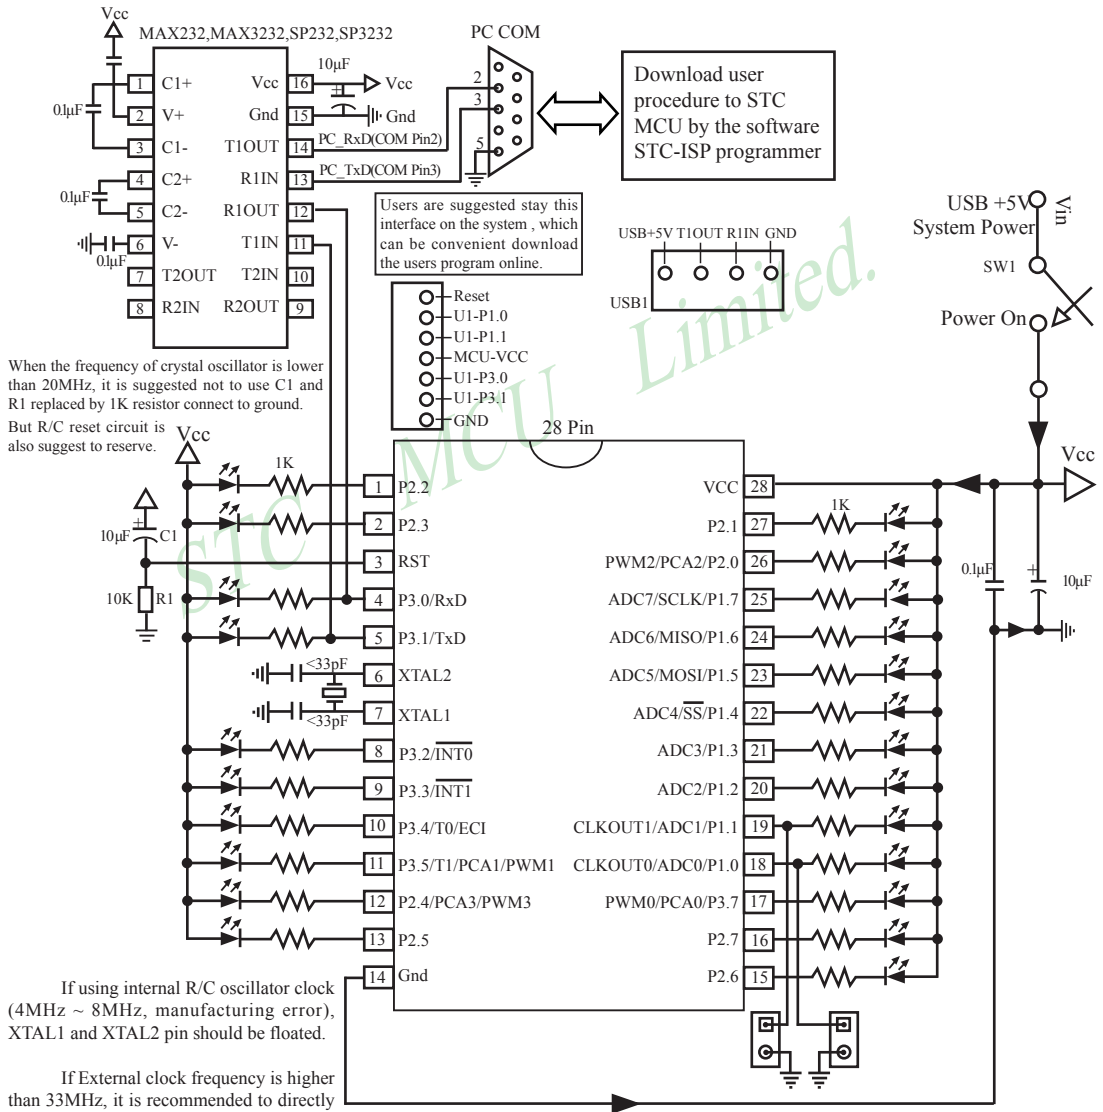 Vcc
MAX232,MAX3232,SP232,SP3232
PC COM
0.1µF
0.1µF
0.1µF
1 C1+
2 V+
3 C1-
4 C2+
5 C2-
6 V-
7 T2OUT
8 R2IN
Vcc 16
Gnd 15
T1OUT 14
R1IN 13
R1OUT 12
T1IN 11
T2IN 10
R2OUT 9
10µF
+
Vcc
Gnd
PC_RxD(COM Pin2)
PC_TxD(COM Pin3)
2
3
5
Download user
procedure to STC
MCU by the software
STC-ISP programmer
Users are suggested stay this
interface on the system , which
can be convenient download
the users program online.
USB+5V T1OUT R1IN GND
USB1
USB +5V
System Power
Vin
SW1
Power On
Reset
U1-P1.0
U1-P1.1
MCU-VCC
U1-P3.0
U1-P3.1
GND
When the frequency of crystal oscillator is lower
than 20MHz, it is suggested not to use C1 and
R1 replaced by 1K resistor connect to ground.
But R/C reset circuit is
also suggest to reserve.
STC MCU Limited.
Vcc
1K
+
10µF C1
10K R1
<33pF
<33pF
28 Pin
1 P2.2
2 P2.3
3 RST
4 P3.0/RxD
5 P3.1/TxD
6 XTAL2
7 XTAL1
8 P3.2/INT0
9 P3.3/INT1
10 P3.4/T0/ECI
11 P3.5/T1/PCA1/PWM1
12 P2.4/PCA3/PWM3
13 P2.5
14 Gnd
VCC 28
P2.1 27
PWM2/PCA2/P2.0 26
ADC7/SCLK/P1.7 25
ADC6/MISO/P1.6 24
ADC5/MOSI/P1.5 23
ADC4/SS/P1.4 22
ADC3/P1.3 21
ADC2/P1.2 20
CLKOUT1/ADC1/P1.1 19
CLKOUT0/ADC0/P1.0 18
PWM0/PCA0/P3.7 17
P2.7 16
P2.6 15
1K
Vcc
0.1µF
+
10µF
If using internal R/C oscillator clock
(4MHz ~ 8MHz, manufacturing error),
XTAL1 and XTAL2 pin should be floated.
If External clock frequency is higher
than 33MHz, it is recommended to directly